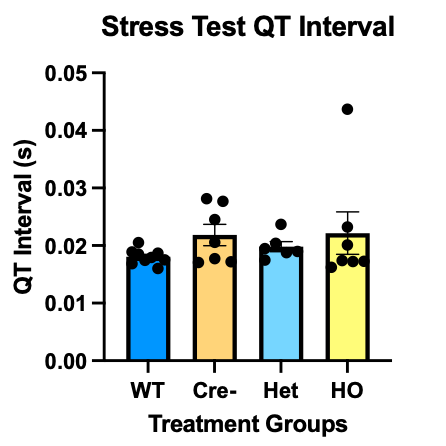 Stress Test QT Interval
QT Interval (s)
0.05
0.04
0.03
0.02
0.01
0.00
WT Cre- Het HO
Treatment Groups